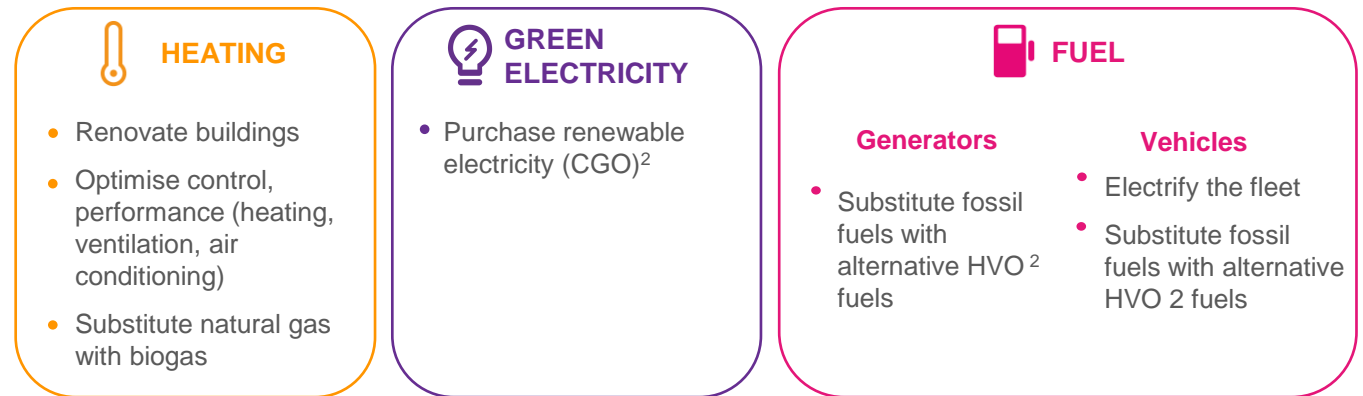 HEATING
• Renovate buildings
• Optimise control,
performance (heating,
ventilation, air
conditioning)
• Substitute natural gas
with biogas
GREEN
ELECTRICITY
• Purchase renewable
electricity (CGO)²
FUEL
Generators
• Substitute fossil
fuels with
alternative HVO ²
fuels
Vehicles
• Electrify the fleet
• Substitute fossil
fuels with alternative
HVO 2 fuels